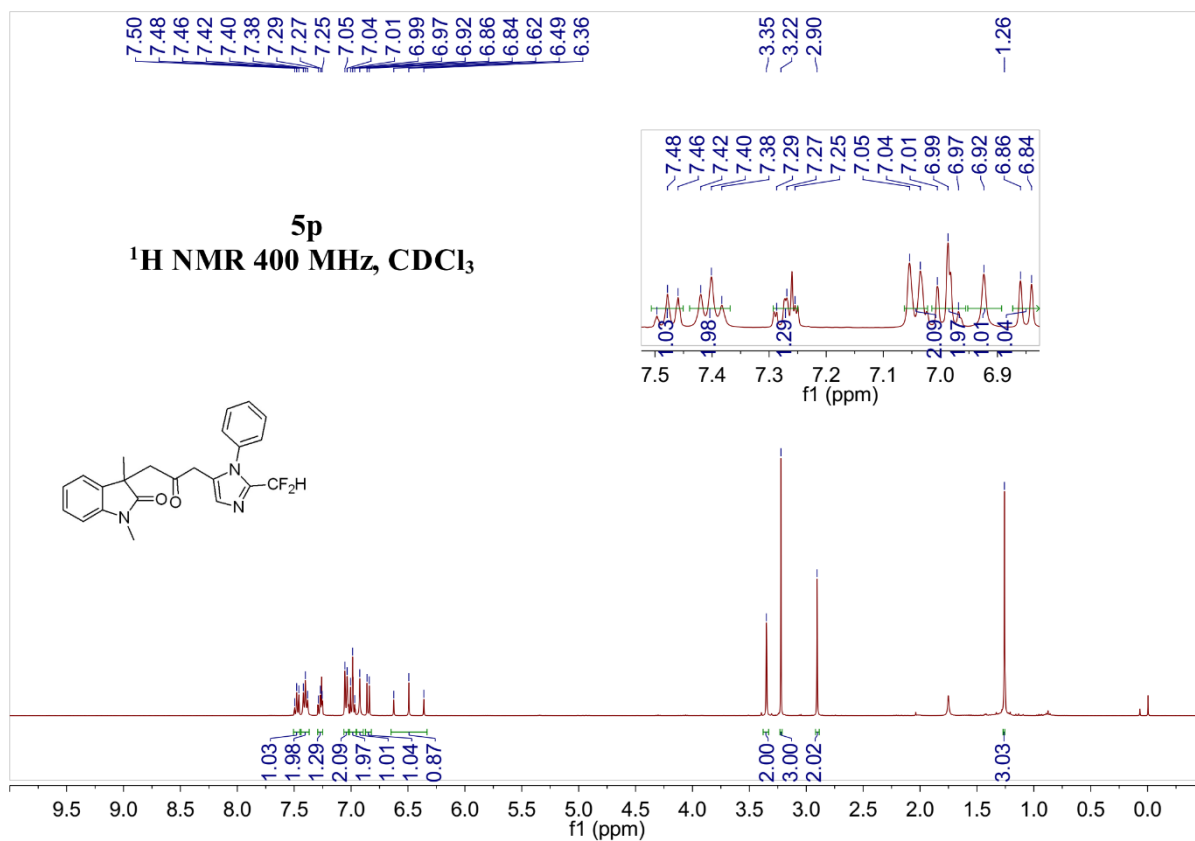 7.50 7.48 7.46 7.42 7.40 7.38 7.29 7.27 7.25 7.05 7.04 7.01 6.99 6.97 6.92 6.86 6.84 6.62 6.49 6.36 3.35 3.22 2.90 1.26
7.48 7.46 7.42 7.40 7.38 7.29 7.27 7.25 7.05 7.04 7.01 6.99 6.97 6.92 6.86 6.84
5p
¹H NMR 400 MHz, CDCl₃
1.03 1.98 1.29 2.09 1.97 1.01 1.04
7.5 7.4 7.3 7.2 7.1 7.0 6.9
f1 (ppm)
N
CF₂H
O
O
N
N
1.03 1.98 1.29 2.09 1.97 1.01 1.04 0.87 2.00 3.00 2.02 3.03
9.5 9.0 8.5 8.0 7.5 7.0 6.5 6.0 5.5 5.0 4.5 4.0 3.5 3.0 2.5 2.0 1.5 1.0 0.5 0.0
f1 (ppm)